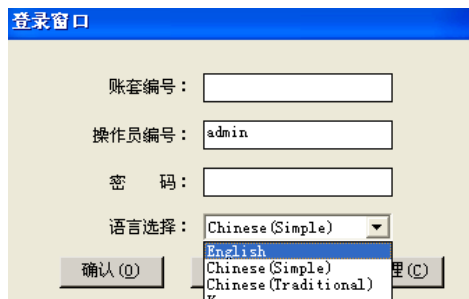 登录窗口
账套编号：
操作员编号： admin
密 码：
语言选择： Chinese(Simple)
English
Chinese(Simple)
Chinese(Traditional)
确认(O) 理(C)